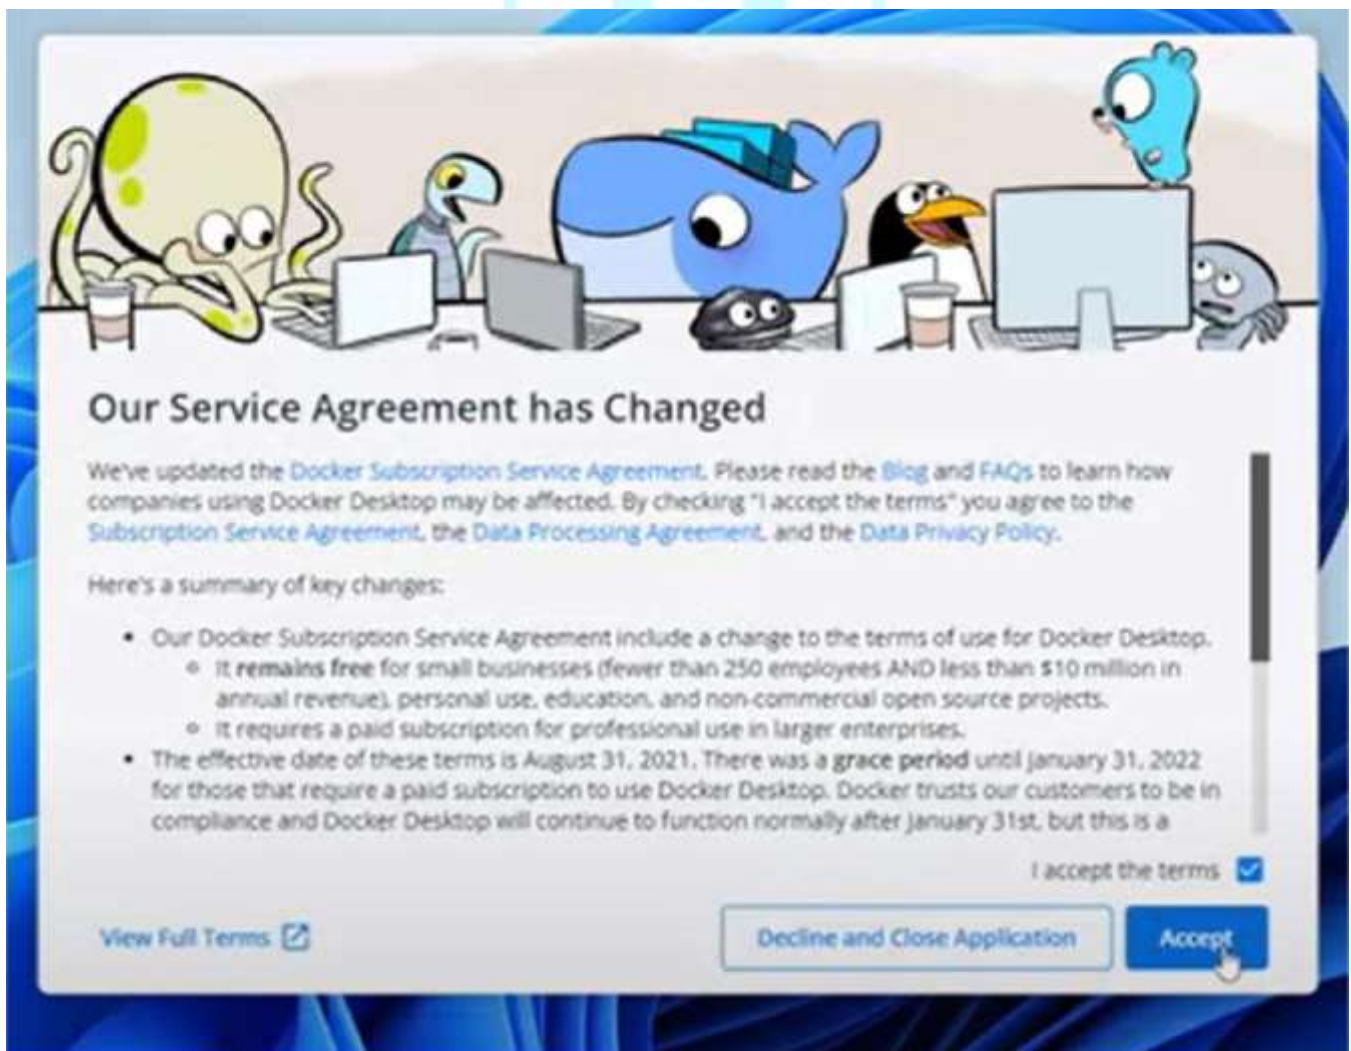 Our Service Agreement has Changed
We've updated the Docker Subscription Service Agreement. Please read the Blog and FAQs to learn how
companies using Docker Desktop may be affected. By checking "I accept the terms" you agree to the
Subscription Service Agreement, the Data Processing Agreement, and the Data Privacy Policy.
Here's a summary of key changes:
• Our Docker Subscription Service Agreement include a change to the terms of use for Docker Desktop.
◦ It remains free for small businesses (fewer than 250 employees AND less than $10 million in
annual revenue), personal use, education, and non-commercial open source projects.
◦ It requires a paid subscription for professional use in larger enterprises.
• The effective date of these terms is August 31, 2021. There was a grace period until January 31, 2022
for those that require a paid subscription to use Docker Desktop. Docker trusts our customers to be in
compliance and Docker Desktop will continue to function normally after January 31st, but this is a
I accept the terms
View Full Terms
Decline and Close Application
Accept